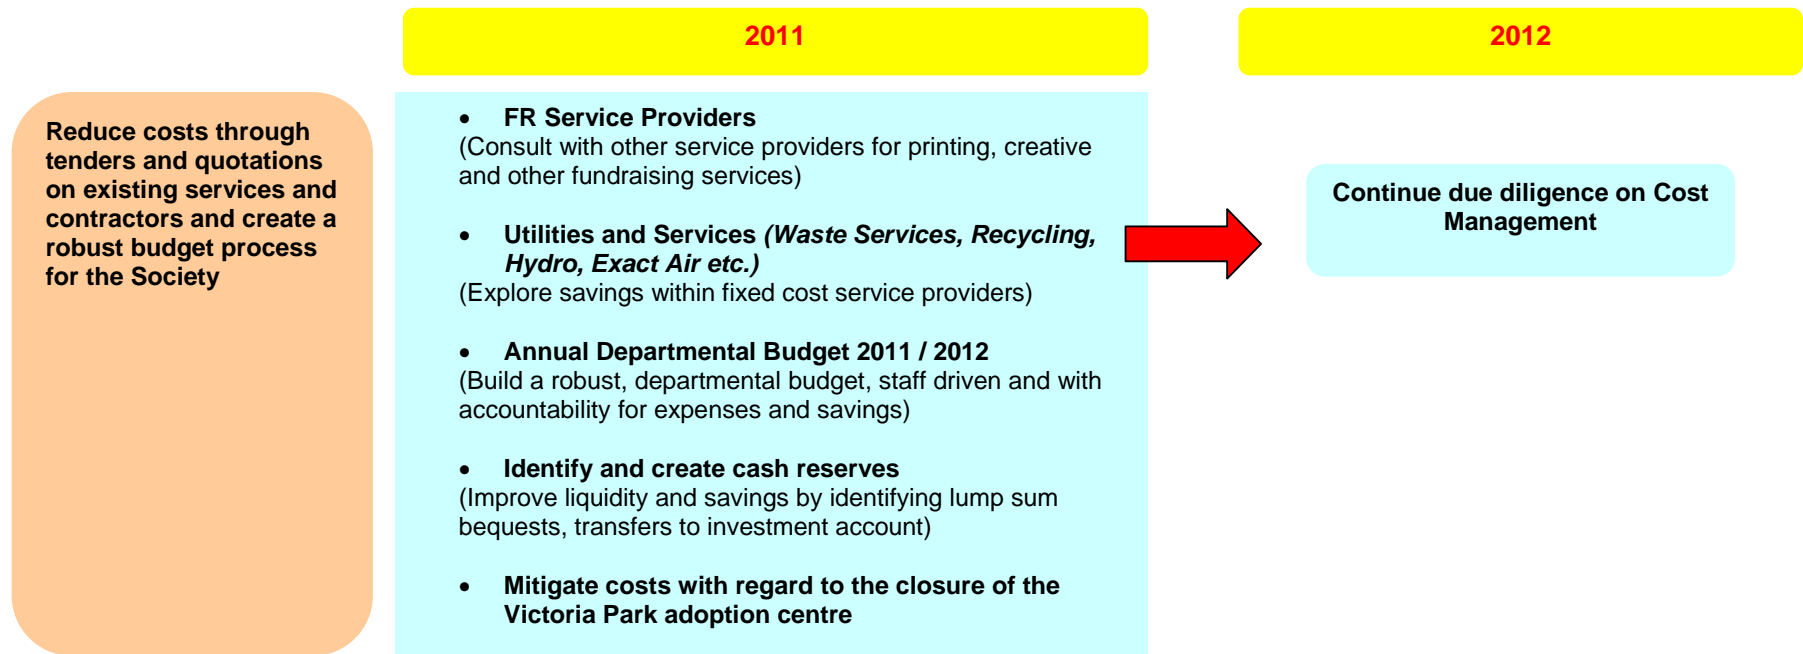 2011
2012
Reduce costs through
tenders and quotations
on existing services and
contractors and create a
robust budget process
for the Society
• FR Service Providers
(Consult with other service providers for printing, creative
and other fundraising services)
• Utilities and Services (Waste Services, Recycling,
Hydro, Exact Air etc.)
(Explore savings within fixed cost service providers)
• Annual Departmental Budget 2011 / 2012
(Build a robust, departmental budget, staff driven and with
accountability for expenses and savings)
• Identify and create cash reserves
(Improve liquidity and savings by identifying lump sum
bequests, transfers to investment account)
• Mitigate costs with regard to the closure of the
Victoria Park adoption centre
Continue due diligence on Cost
Management